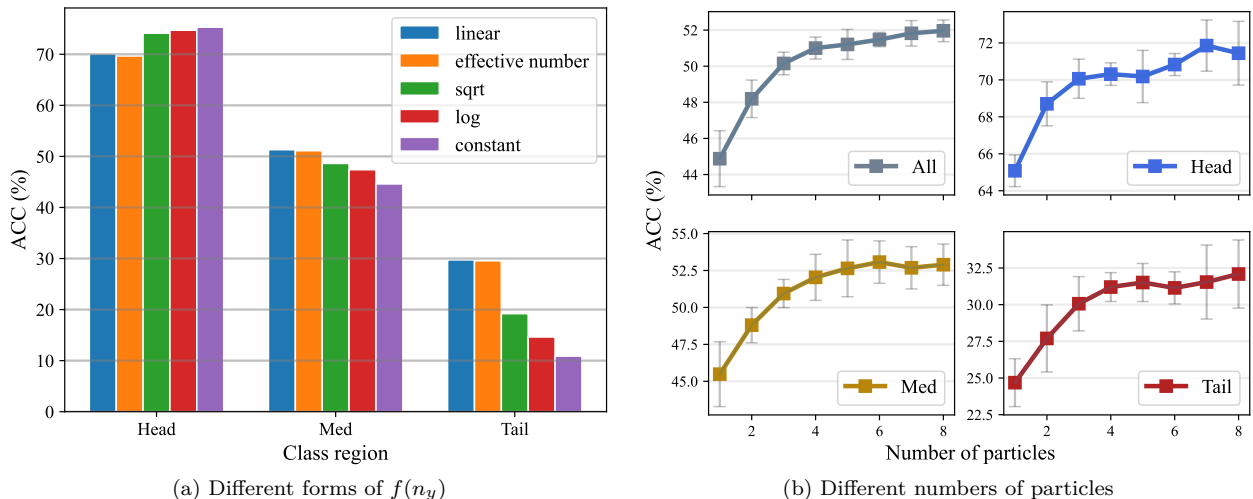 ACC (%)
70
60
50
40
30
20
10
0
linear
effective number
sqrt
log
constant
Head
Med
Tail
Class region
(a) Different forms of f(n_y)
ACC (%)
52
50
48
46
44
All
72
70
68
66
64
Head
55.0
52.5
50.0
47.5
45.0
Med
2
4
6
8
32.5
30.0
27.5
25.0
22.5
Tail
2
4
6
8
Number of particles
(b) Different numbers of particles